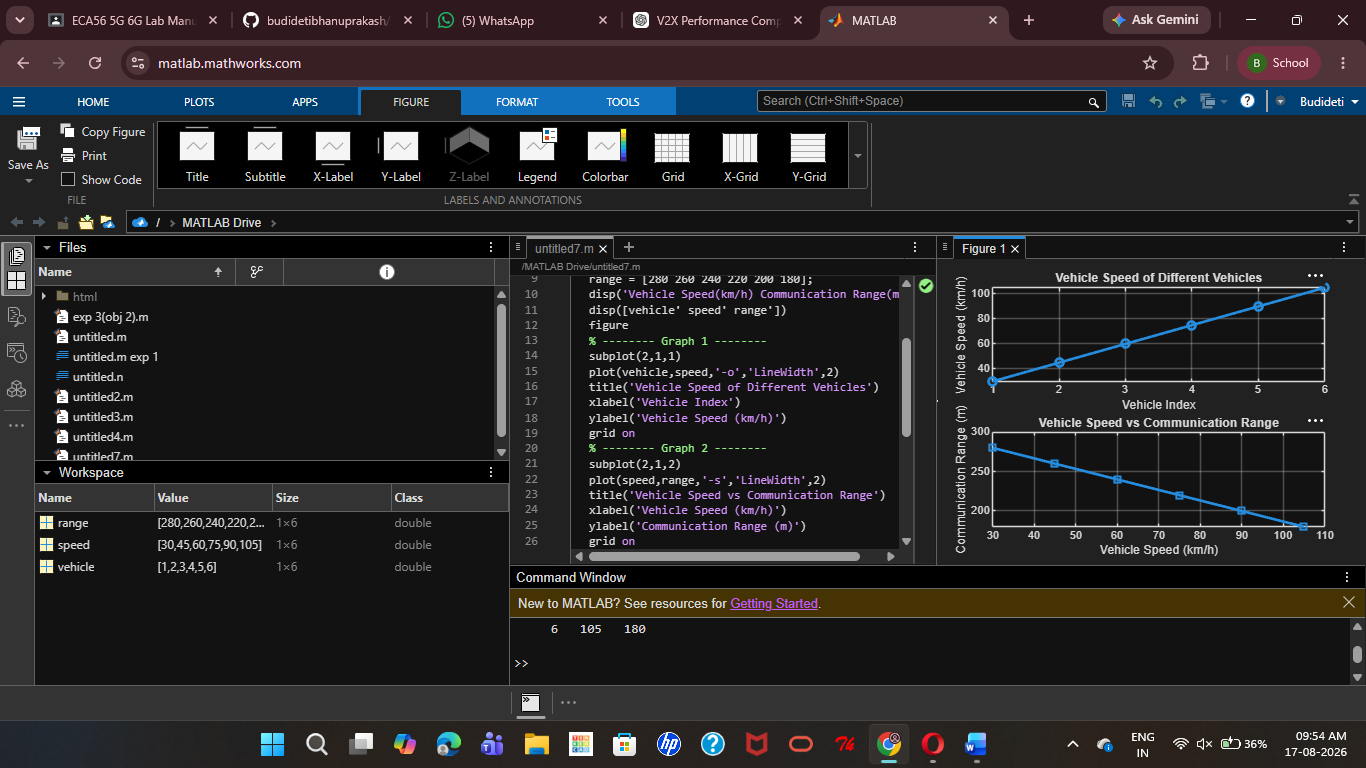 ECA56 5G 6G Lab Manu
budidetibhanuprakash/
(5) WhatsApp
V2X Performance Comp
MATLAB
Ask Gemini
matlab.mathworks.com
B School
HOME PLOTS APPS FIGURE FORMAT TOOLS
Search (Ctrl+Shift+Space)
Budideti
Save As
Copy Figure
Print
Show Code
FILE
Title Subtitle X-Label Y-Label Z-Label Legend Colorbar Grid X-Grid Y-Grid
LABELS AND ANNOTATIONS
/ MATLAB Drive
Files
Name
html
exp 3(obj 2).m
untitled.m
untitled.m exp 1
untitled.n
untitled2.m
untitled3.m
untitled4.m
untitled7.m
Workspace
Name Value Size Class
range [280,260,240,220,2... 1×6 double
speed [30,45,60,75,90,105] 1×6 double
vehicle [1,2,3,4,5,6] 1×6 double
untitled7.m
/MATLAB Drive/untitled7.m
9 range = [280 260 240 220 200 180];
10 disp('Vehicle Speed(km/h) Communication Range(m
11 disp([vehicle' speed' range'])
12 figure
13 % -------- Graph 1 --------
14 subplot(2,1,1)
15 plot(vehicle,speed,'-o','LineWidth',2)
16 title('Vehicle Speed of Different Vehicles')
17 xlabel('Vehicle Index')
18 ylabel('Vehicle Speed (km/h)')
19 grid on
20 % -------- Graph 2 --------
21 subplot(2,1,2)
22 plot(speed,range,'-s','LineWidth',2)
23 title('Vehicle Speed vs Communication Range')
24 xlabel('Vehicle Speed (km/h)')
25 ylabel('Communication Range (m)')
26 grid on
Figure 1
Vehicle Speed of Different Vehicles
Vehicle Speed (km/h)
100
80
60
40
1 2 3 4 5 6
Vehicle Index
Vehicle Speed vs Communication Range
Communication Range (m)
300
250
200
30 40 50 60 70 80 90 100 110
Vehicle Speed (km/h)
Command Window
New to MATLAB? See resources for Getting Started.
6 105 180
>>
ENG
IN
36%
09:54 AM
17-08-2026